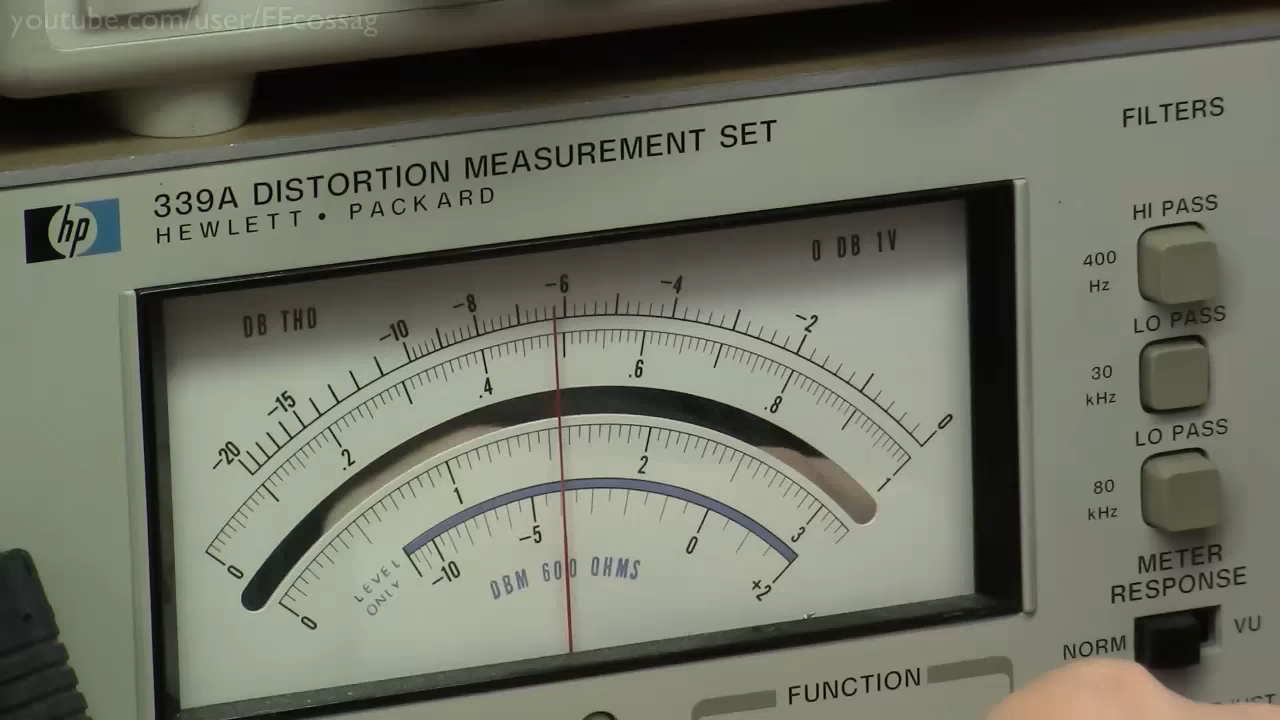 youtube.com/user/FFcossag
FILTERS
hp
339A DISTORTION MEASUREMENT SET
HEWLETT • PACKARD
HI PASS
400
Hz
LO PASS
30
kHz
LO PASS
80
kHz
METER
RESPONSE
NORM
VU
DB THD
0 DB 1V
-20 -15 -10 -8 -6 -4 -2 0
0 .2 .4 .6 .8 1
0 1 2 3
LEVEL
ONLY
-10 -5 0 +2
DBM 600 OHMS
FUNCTION